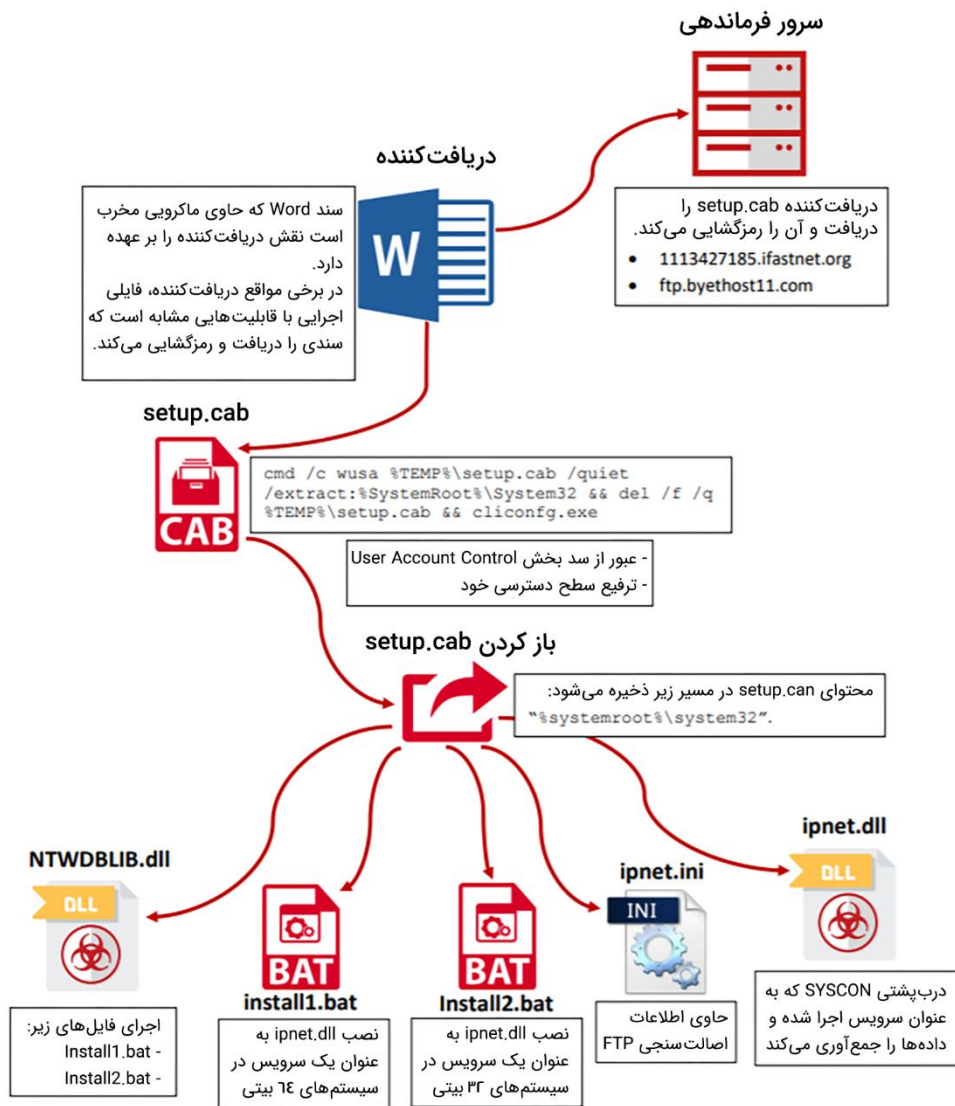 سرور فرماندهی
دریافت‌کننده setup.cab را
دریافت و آن را رمزگشایی می‌کند.
• 1113427185.ifastnet.org
• ftp.byethost11.com
دریافت‌کننده
W
سند Word که حاوی ماکرویی مخرب
است نقش دریافت‌کننده را بر عهده
دارد.
در برخی مواقع دریافت‌کننده، فایلی
اجرایی با قابلیت‌هایی مشابه است که
سندی را دریافت و رمزگشایی می‌کند.
setup.cab
CAB
cmd /c wusa %TEMP%\setup.cab /quiet
/extract:%SystemRoot%\System32 && del /f /q
%TEMP%\setup.cab && cliconfg.exe
- عبور از سد بخش User Account Control
- ترفیع سطح دسترسی خود
باز کردن setup.cab
محتوای setup.can در مسیر زیر ذخیره می‌شود:
“%systemroot%\system32”.
NTWDBLIB.dll
DLL
اجرای فایل‌های زیر:
Install1.bat -
Install2.bat -
BAT
install1.bat
نصب ipnet.dll به
عنوان یک سرویس در
سیستم‌های ٦٤ بیتی
BAT
Install2.bat
نصب ipnet.dll به
عنوان یک سرویس در
سیستم‌های ۳۲ بیتی
ipnet.ini
INI
حاوی اطلاعات
اصالت‌سنجی FTP
ipnet.dll
DLL
درب‌پشتی SYSCON که به
عنوان سرویس اجرا شده و
داده‌ها را جمع‌آوری می‌کند